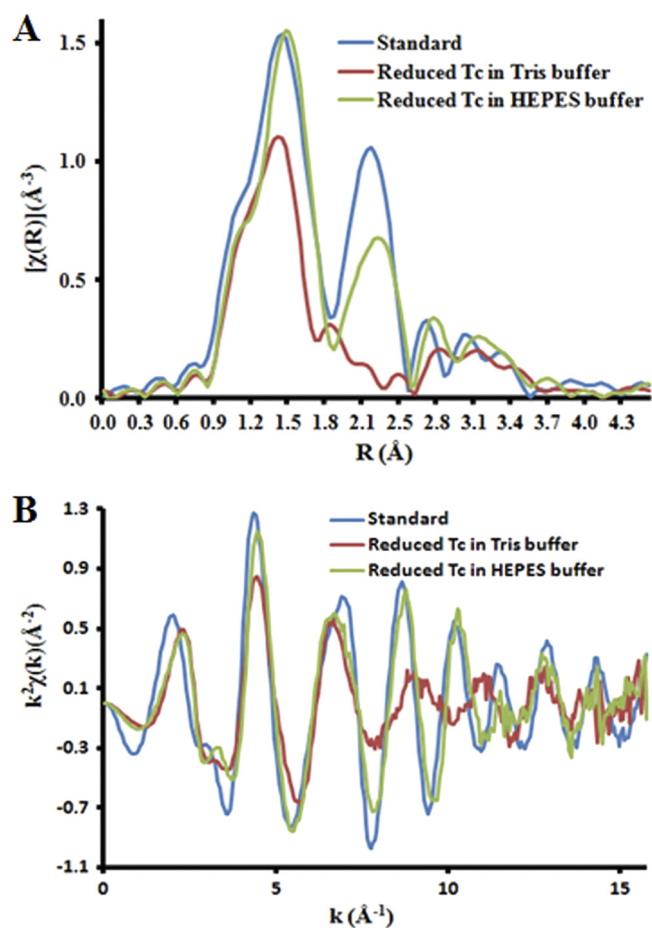 A
Standard
Reduced Tc in Tris buffer
Reduced Tc in HEPES buffer
[χ(R)](Å-3)
1.5
1.0
0.5
0.0
0.0 0.3 0.6 0.9 1.2 1.5 1.8 2.2 2.5 2.8 3.1 3.4 3.7 4.0 4.3
R (Å)
B
Standard
Reduced Tc in Tris buffer
Reduced Tc in HEPES buffer
k²χ(k)(Å-2)
1.3
0.9
0.5
0.1
-0.3
-0.7
-1.1
0 5 10 15
k (Å-1)